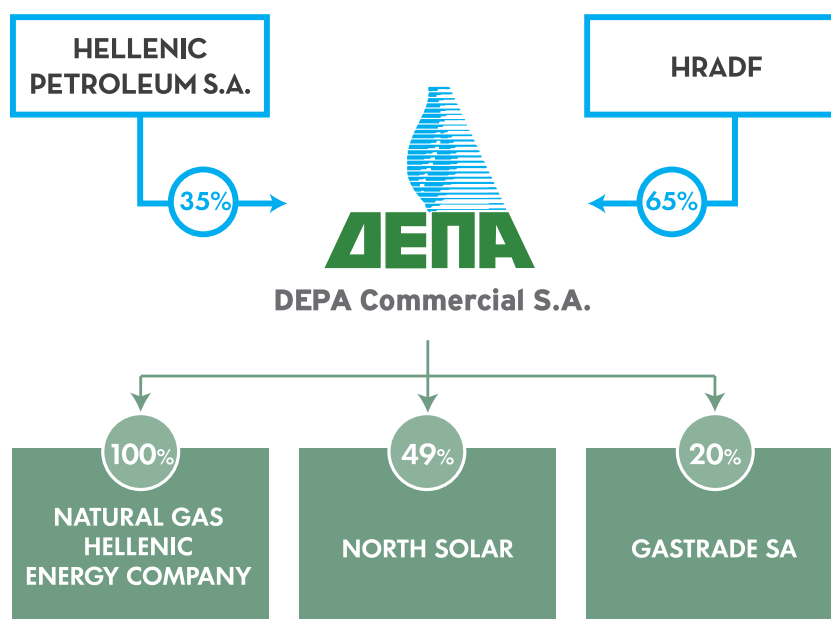 HELLENIC
PETROLEUM S.A.
HRADF
35%
65%
ΔΕΠΑ
DEPA Commercial S.A.
100%
49%
20%
NATURAL GAS
HELLENIC
ENERGY COMPANY
NORTH SOLAR
GASTRADE SA